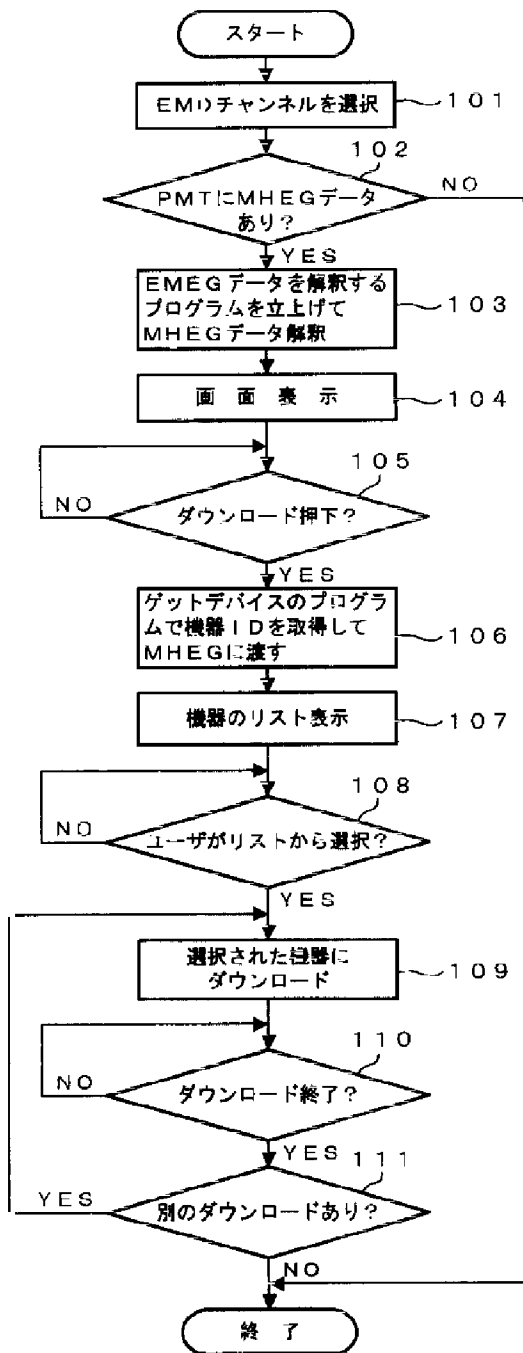 スタート
EMDチャンネルを選択
101
102
PMTにMHEGデータ
あり?
NO
YES
EMEGデータを解釈する
プログラムを立上げて
MHEGデータ解釈
103
画面表示
104
105
ダウンロード押下?
NO
YES
ゲットデバイスのプログラ
ムで機器IDを取得して
MHEGに渡す
106
機器のリスト表示
107
108
ユーザがリストから選択?
NO
YES
選択された機器に
ダウンロード
109
110
ダウンロード終了?
NO
YES
111
別のダウンロードあり?
YES
NO
終了